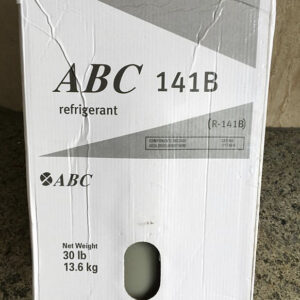 ABC 141B
refrigerant
(R-141B)
ABC
Net Weight
30 lb
13.6 kg